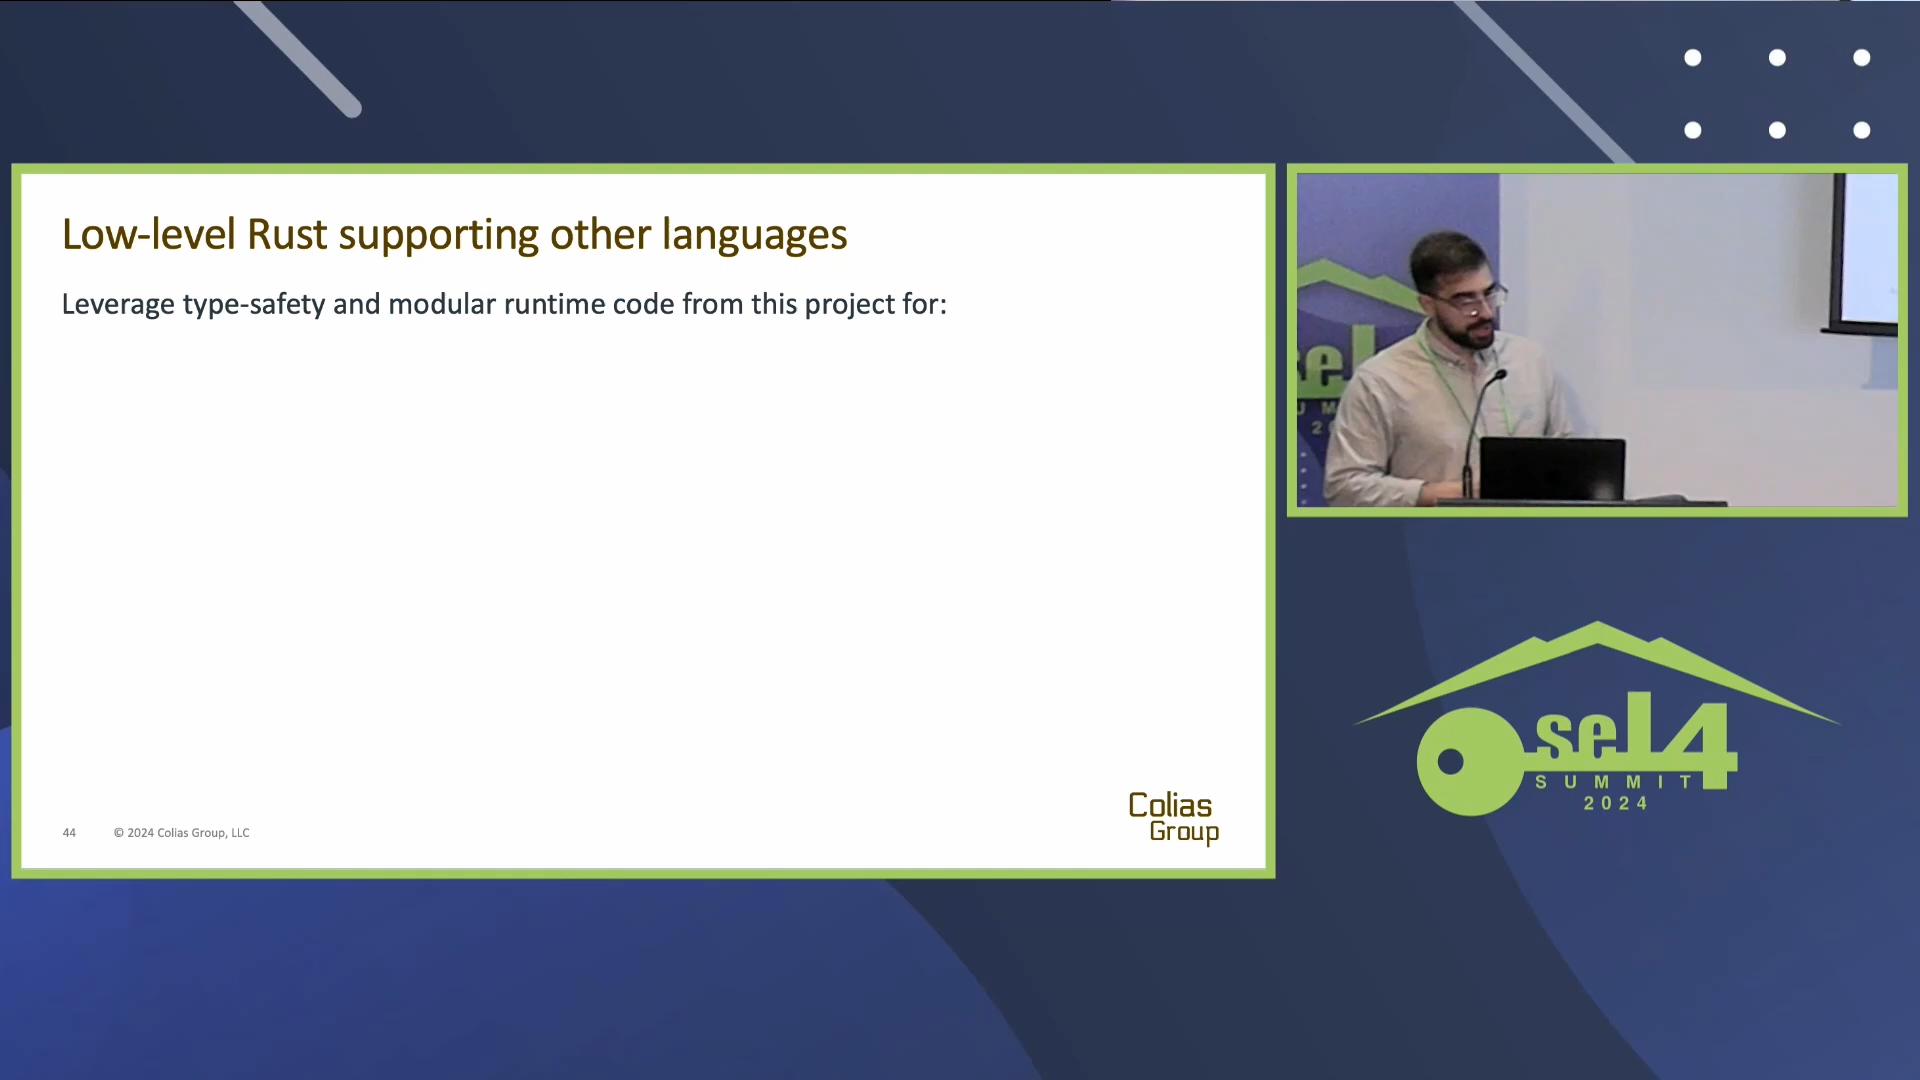 Low-level Rust supporting other languages
Leverage type-safety and modular runtime code from this project for:
44 © 2024 Colias Group, LLC
Colias
Group
seL4
SUMMIT
2024